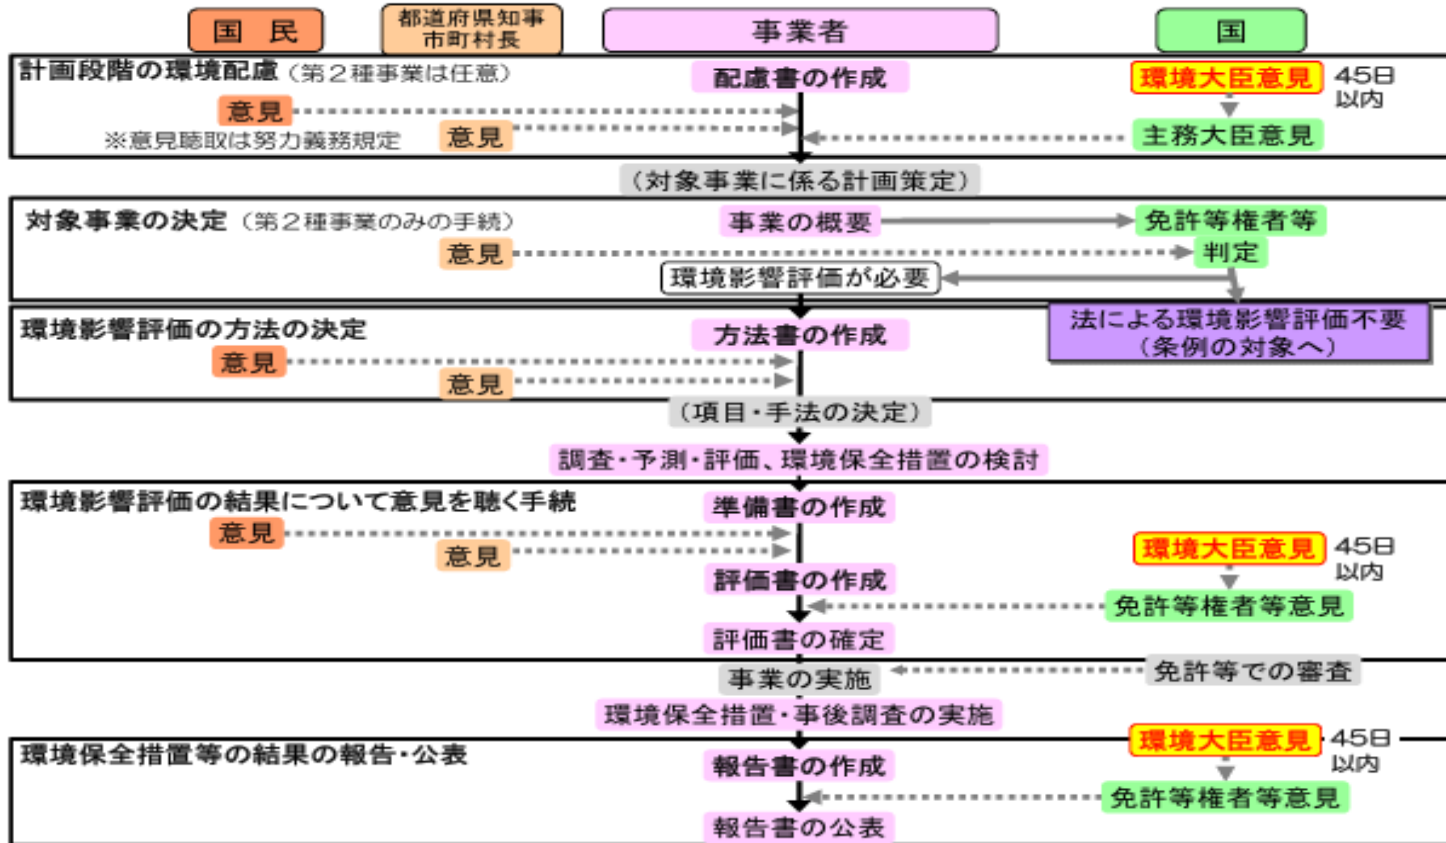 国 民
都道府県知事
市町村長
事業者
国
計画段階の環境配慮（第２種事業は任意）
配慮書の作成
環境大臣意見
45日
以内
意見
※意見聴取は努力義務規定
意見
主務大臣意見
（対象事業に係る計画策定）
対象事業の決定（第２種事業のみの手続）
事業の概要
免許等権者等
意見
判定
環境影響評価が必要
環境影響評価の方法の決定
方法書の作成
法による環境影響評価不要
（条例の対象へ）
意見
意見
（項目・手法の決定）
調査・予測・評価、環境保全措置の検討
環境影響評価の結果について意見を聴く手続
準備書の作成
意見
意見
環境大臣意見
45日
以内
評価書の作成
免許等権者等意見
評価書の確定
事業の実施
免許等での審査
環境保全措置・事後調査の実施
環境保全措置等の結果の報告・公表
環境大臣意見
45日
以内
報告書の作成
免許等権者等意見
報告書の公表